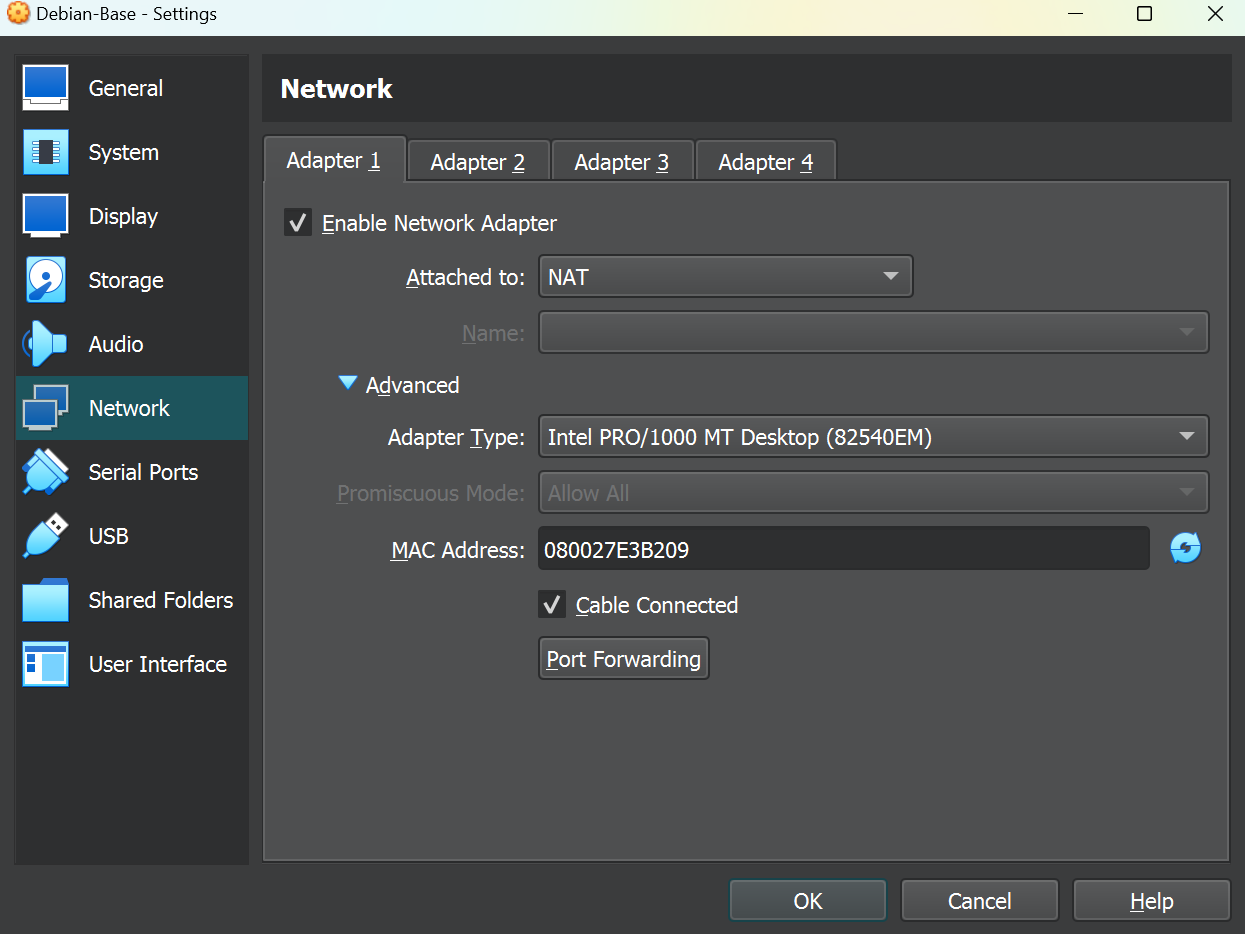 Debian-Base - Settings
General
System
Display
Storage
Audio
Network
Serial Ports
USB
Shared Folders
User Interface
Network
Adapter 1 Adapter 2 Adapter 3 Adapter 4
Enable Network Adapter
Attached to: NAT
Name:
Advanced
Adapter Type: Intel PRO/1000 MT Desktop (82540EM)
Promiscuous Mode: Allow All
MAC Address: 080027E3B209
Cable Connected
Port Forwarding
OK Cancel Help